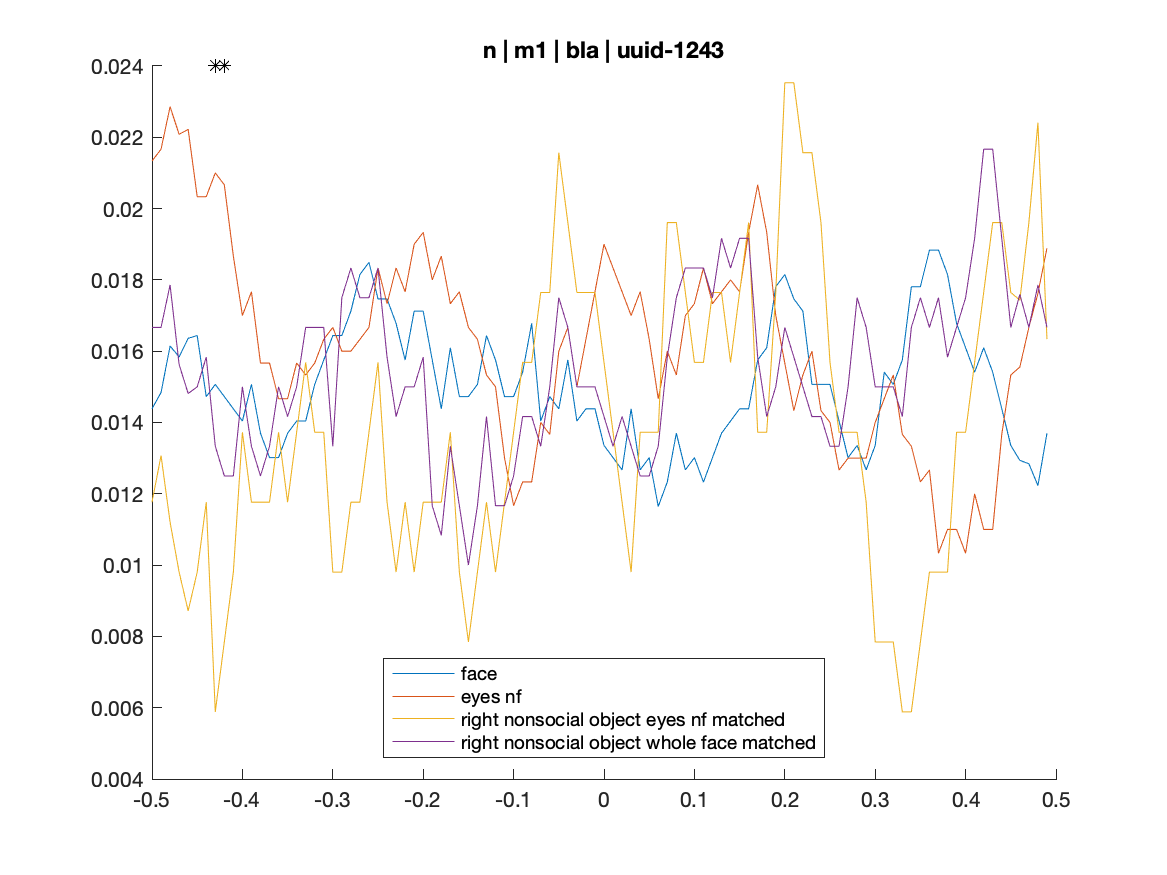 n | m1 | bla | uuid-1243
0.024
**
0.022
0.02
0.018
0.016
0.014
0.012
0.01
0.008
0.006
0.004
face
eyes nf
right nonsocial object eyes nf matched
right nonsocial object whole face matched
-0.5 -0.4 -0.3 -0.2 -0.1 0 0.1 0.2 0.3 0.4 0.5